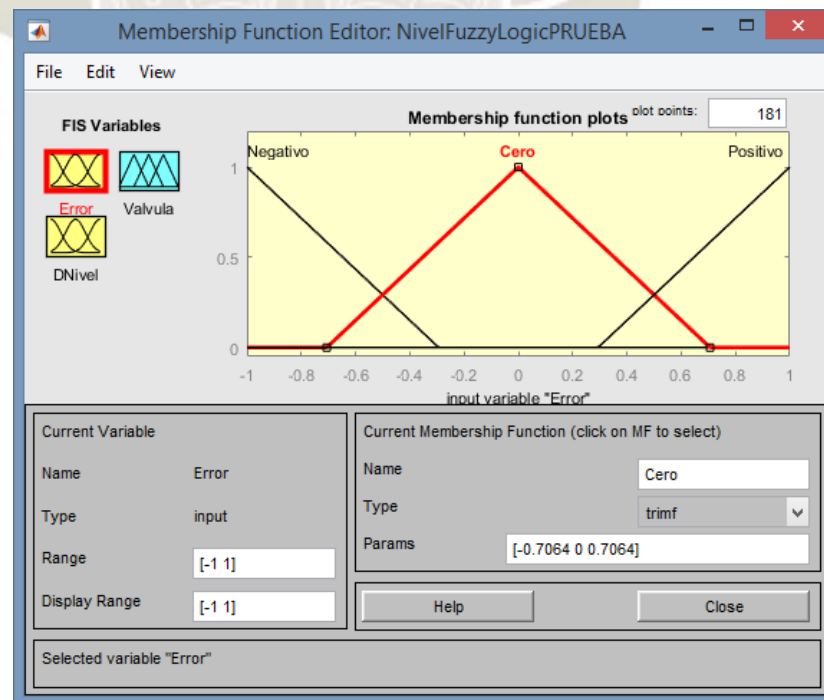 Membership Function Editor: NivelFuzzyLogicPRUEBA
File Edit View
FIS Variables
Error Valvula
DNivel
Membership function plots plot points: 181
Negativo Cero Positivo
1
0.5
0
-1 -0.8 -0.6 -0.4 -0.2 0 0.2 0.4 0.6 0.8 1
input variable "Error"
Current Variable
Name Error
Type input
Range [-1 1]
Display Range [-1 1]
Current Membership Function (click on MF to select)
Name Cero
Type trimf
Params [-0.7064 0 0.7064]
Help Close
Selected variable "Error"